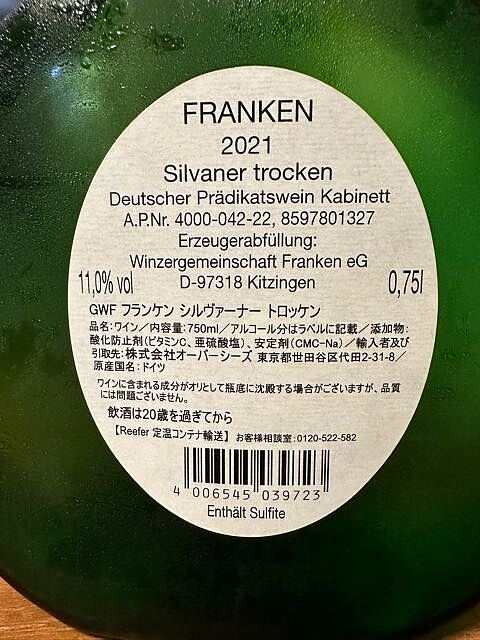 FRANKEN
2021
Silvaner trocken
Deutscher Prädikatswein Kabinett
A.P.Nr. 4000-042-22, 8597801327
Erzeugerabfüllung:
Winzergemeinschaft Franken eG
11,0% vol D-97318 Kitzingen 0,75l
GWF フランケン シルヴァーナー トロッケン
品名:ワイン/内容量:750ml/アルコール分はラベルに記載/添加物:
酸化防止剤(ビタミンC、亜硫酸塩)、安定剤(CMC-Na)/輸入者及び
引取先:株式会社オーバーシーズ 東京都世田谷区代田2-31-8/
原産国名:ドイツ
ワインに含まれる成分がオリとして瓶底に沈殿する場合がございますが、品質
には問題ございません。
飲酒は20歳を過ぎてから
【Reefer 定温コンテナ輸送】 お客様相談室:0120-522-582
4 006545 039723
Enthält Sulfite